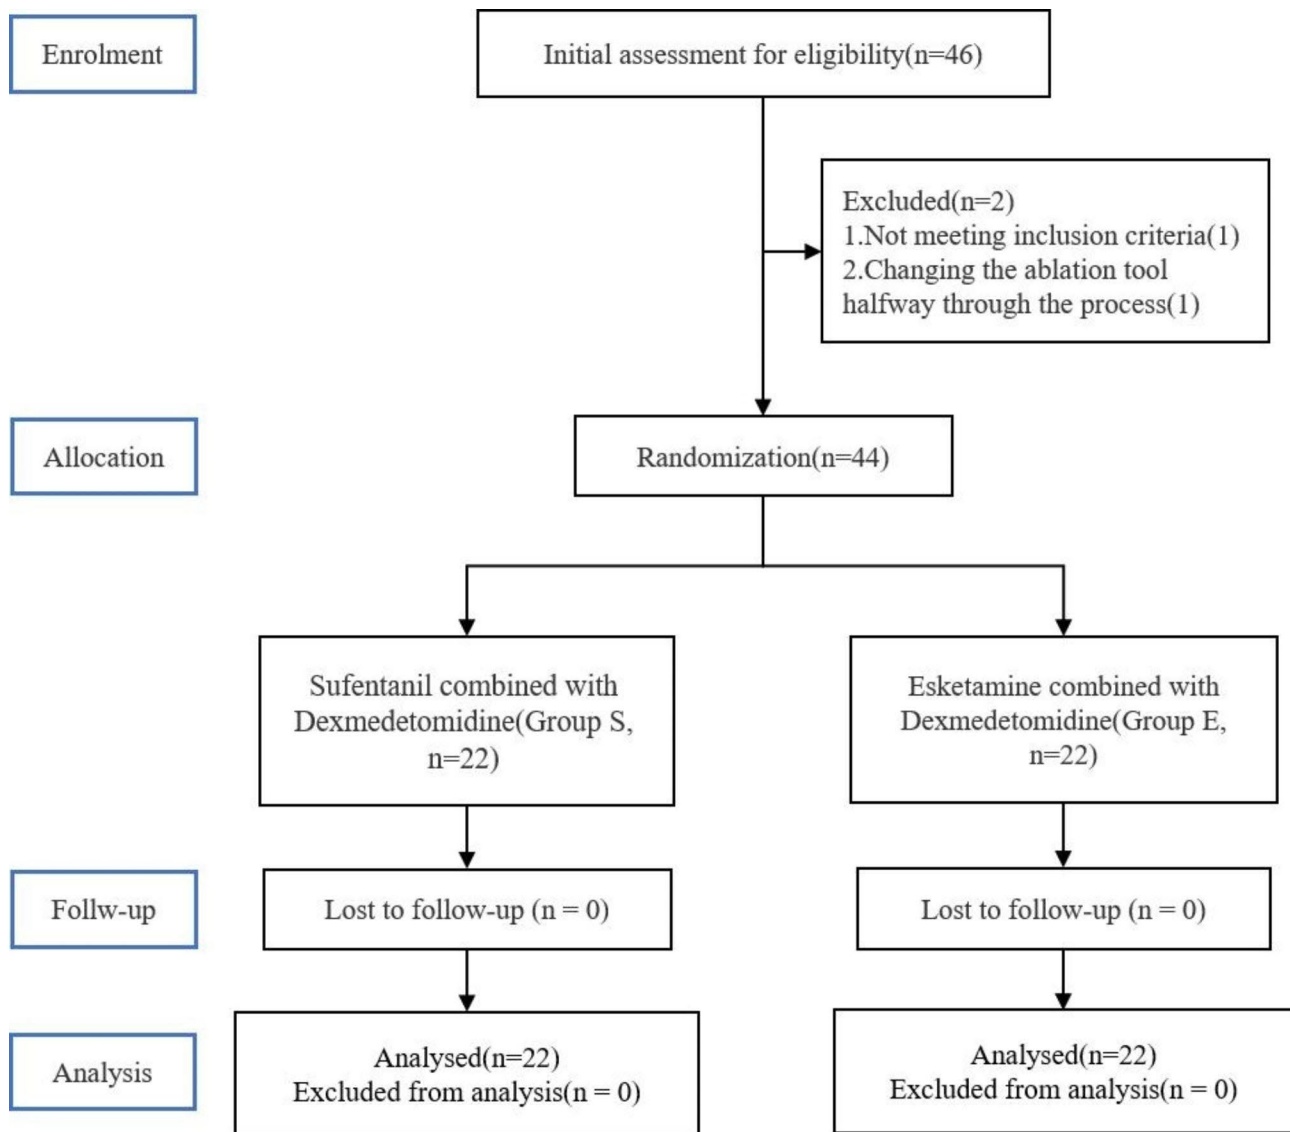 Enrolment
Initial assessment for eligibility(n=46)
Excluded(n=2)
1.Not meeting inclusion criteria(1)
2.Changing the ablation tool
halfway through the process(1)
Allocation
Randomization(n=44)
Sufentanil combined with
Dexmedetomidine(Group S,
n=22)
Esketamine combined with
Dexmedetomidine(Group E,
n=22)
Follw-up
Lost to follow-up (n = 0)
Lost to follow-up (n = 0)
Analysis
Analysed(n=22)
Excluded from analysis(n = 0)
Analysed(n=22)
Excluded from analysis(n = 0)